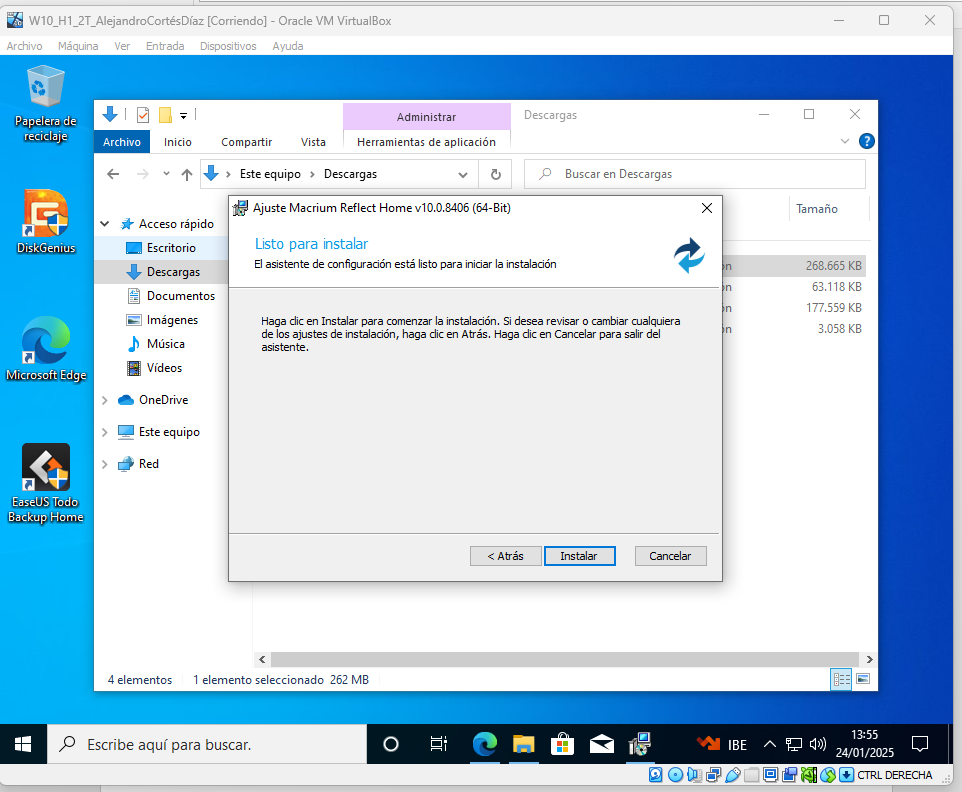 W10_H1_2T_AlejandroCortésDíaz [Corriendo] - Oracle VM VirtualBox
Archivo Máquina Ver Entrada Dispositivos Ayuda
Papelera de
reciclaje
DiskGenius
Microsoft Edge
EaseUS Todo
Backup Home
Administrar
Descargas
Archivo Inicio Compartir Vista Herramientas de aplicación
Este equipo Descargas
Buscar en Descargas
Tamaño
Acceso rápido
Escritorio
Descargas
Documentos
Imágenes
Música
Vídeos
OneDrive
Este equipo
Red
ón 268.665 KB
ón 63.118 KB
ón 177.559 KB
ón 3.058 KB
Ajuste Macrium Reflect Home v10.0.8406 (64-Bit)
Listo para instalar
El asistente de configuración está listo para iniciar la instalación
Haga clic en Instalar para comenzar la instalación. Si desea revisar o cambiar cualquiera
de los ajustes de instalación, haga clic en Atrás. Haga clic en Cancelar para salir del
asistente.
< Atrás Instalar Cancelar
4 elementos 1 elemento seleccionado 262 MB
Escribe aquí para buscar.
IBE
13:55
24/01/2025
CTRL DERECHA